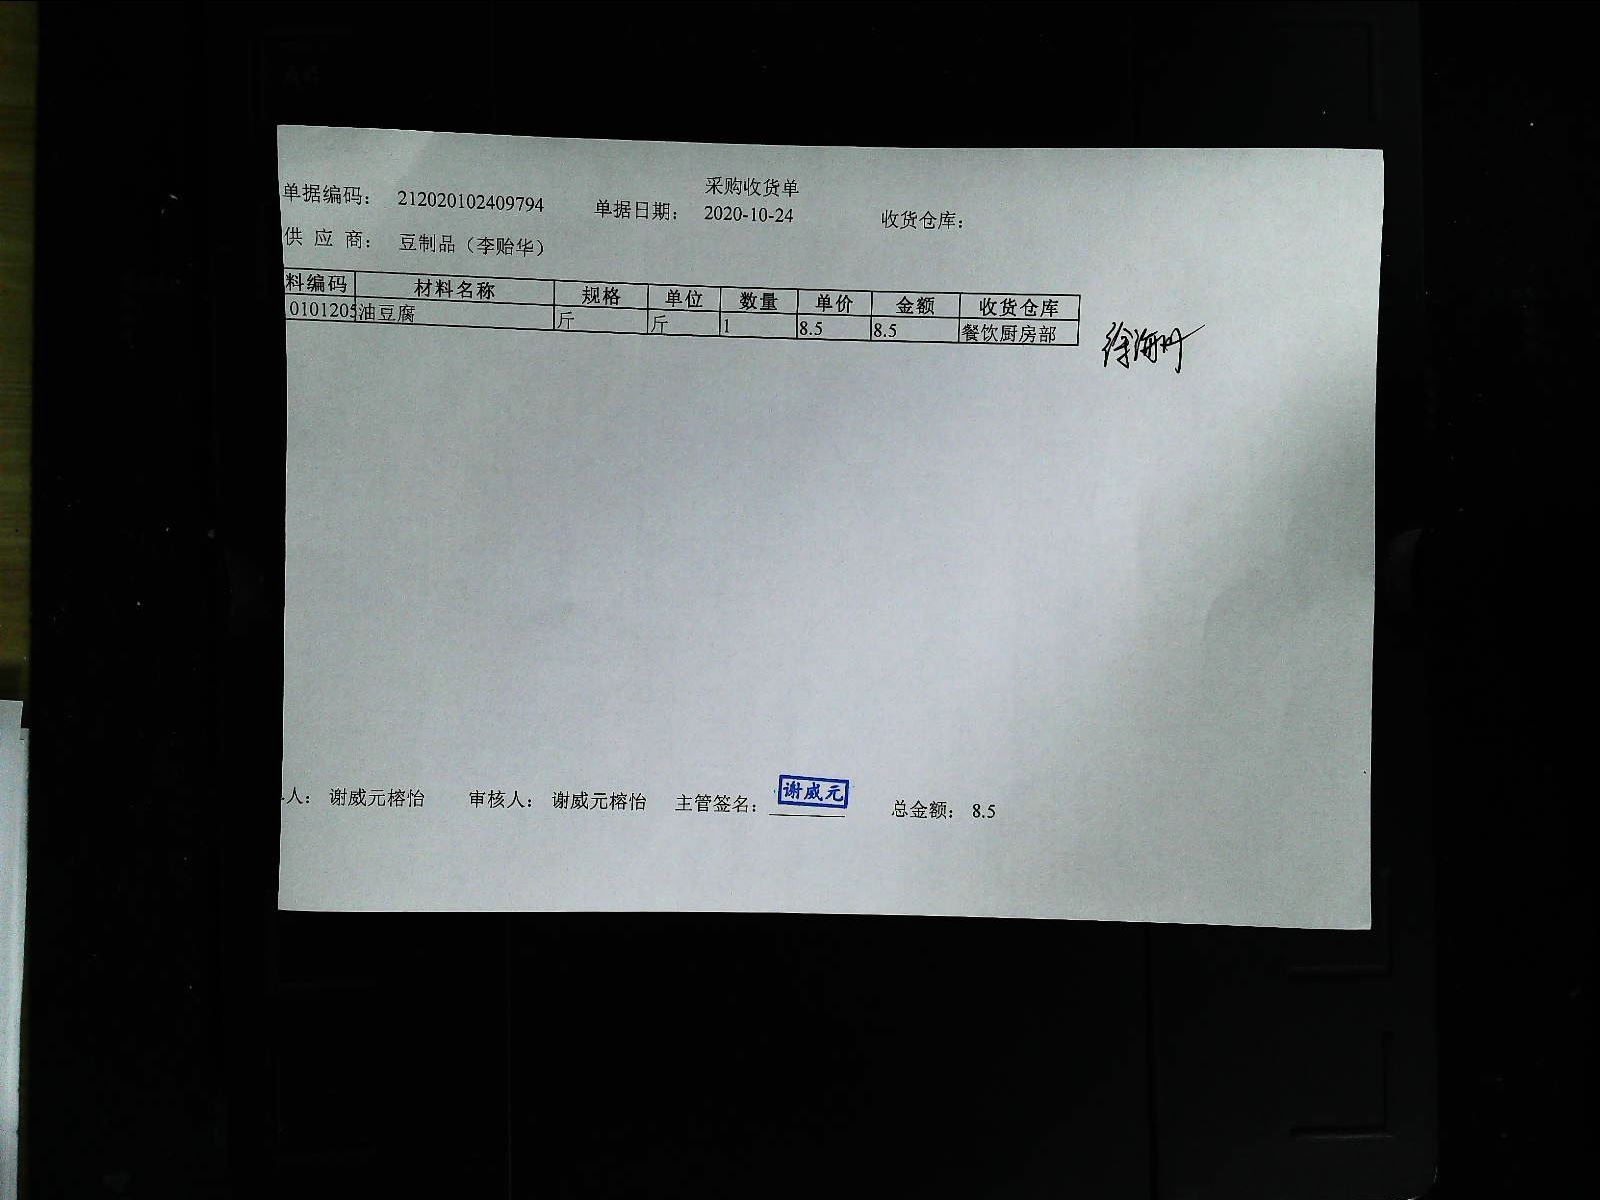 采购收货单
单据编码： 212020102409794 单据日期： 2020-10-24 收货仓库：
供 应 商： 豆制品（李贻华）
料编码 材料名称 规格 单位 数量 单价 金额 收货仓库
0101205 油豆腐 斤 斤 1 8.5 8.5 餐饮厨房部
徐海丹
人： 谢威元榕怡 审核人： 谢威元榕怡 主管签名： 谢威元 总金额： 8.5